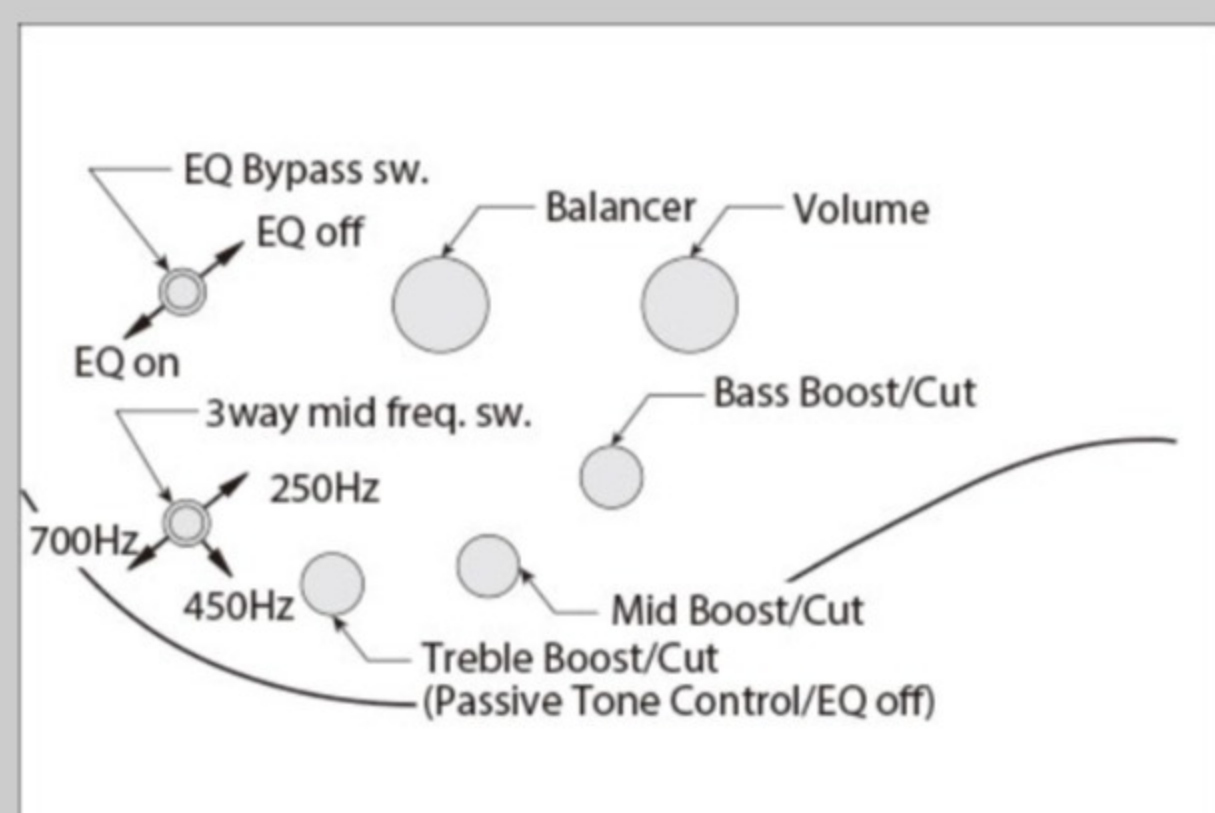 EQ Bypass sw.
EQ off
Balancer
Volume
EQ on
3way mid freq. sw.
Bass Boost/Cut
250Hz
700Hz
450Hz
Mid Boost/Cut
Treble Boost/Cut
(Passive Tone Control/EQ off)